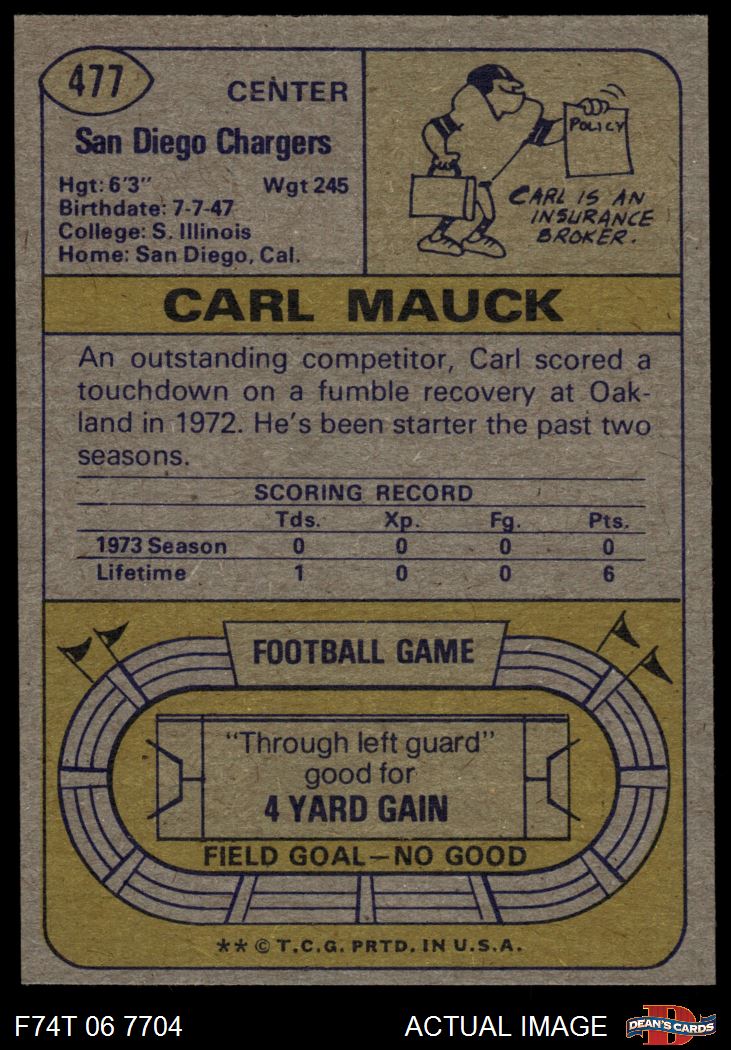 477
CENTER
San Diego Chargers
Hgt: 6'3" Wgt 245
Birthdate: 7-7-47
College: S. Illinois
Home: San Diego, Cal.
POLICY
CARL IS AN
INSURANCE
BROKER.
CARL MAUCK
An outstanding competitor, Carl scored a
touchdown on a fumble recovery at Oak-
land in 1972. He's been starter the past two
seasons.
SCORING RECORD
Tds. Xp. Fg. Pts.
1973 Season 0 0 0 0
Lifetime 1 0 0 6
FOOTBALL GAME
"Through left guard"
good for
4 YARD GAIN
FIELD GOAL—NO GOOD
** © T.C.G. PRTD. IN U.S.A.
F74T 06 7704 ACTUAL IMAGE
D
DEAN'S CARDS